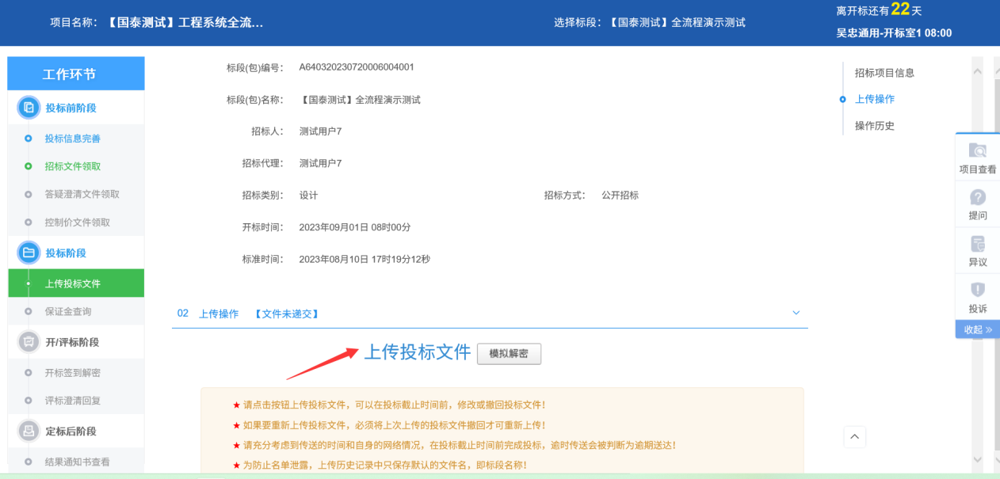 项目名称：【国泰测试】工程系统全流...
选择标段：【国泰测试】全流程演示测试
离开标还有22天
吴忠通用-开标室1 08:00
工作环节
投标前阶段
投标信息完善
招标文件领取
答疑澄清文件领取
控制价文件领取
投标阶段
上传投标文件
保证金查询
开/评标阶段
开标签到解密
评标澄清回复
定标后阶段
结果通知书查看
标段(包)编号： A640320230720006004001
标段(包)名称： 【国泰测试】全流程演示测试
招标人： 测试用户7
招标代理： 测试用户7
招标类别： 设计 招标方式： 公开招标
开标时间： 2023年09月01日 08时00分
标准时间： 2023年08月10日 17时19分12秒
02 上传操作 【文件未递交】
上传投标文件 模拟解密
★ 请点击按钮上传投标文件，可以在投标截止时间前，修改或撤回投标文件！
★ 如果要重新上传投标文件，必须将上次上传的投标文件撤回才可重新上传！
★ 请充分考虑到传送的时间和自身的网络情况，在投标截止时间前完成投标，逾时传送会被判断为逾期送达！
★ 为防止名单泄露，上传历史记录中只保存默认的文件名，即标段名称！
招标项目信息
上传操作
操作历史
项目查看
提问
异议
投诉
收起 »